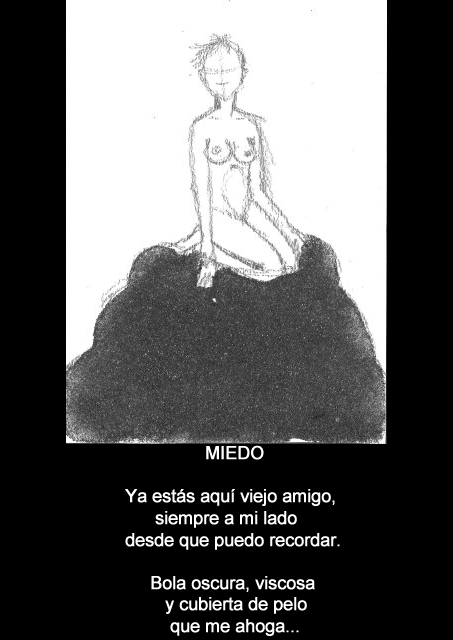 MIEDO
Ya estás aquí viejo amigo,
siempre a mi lado
desde que puedo recordar.
Bola oscura, viscosa
y cubierta de pelo
que me ahoga...